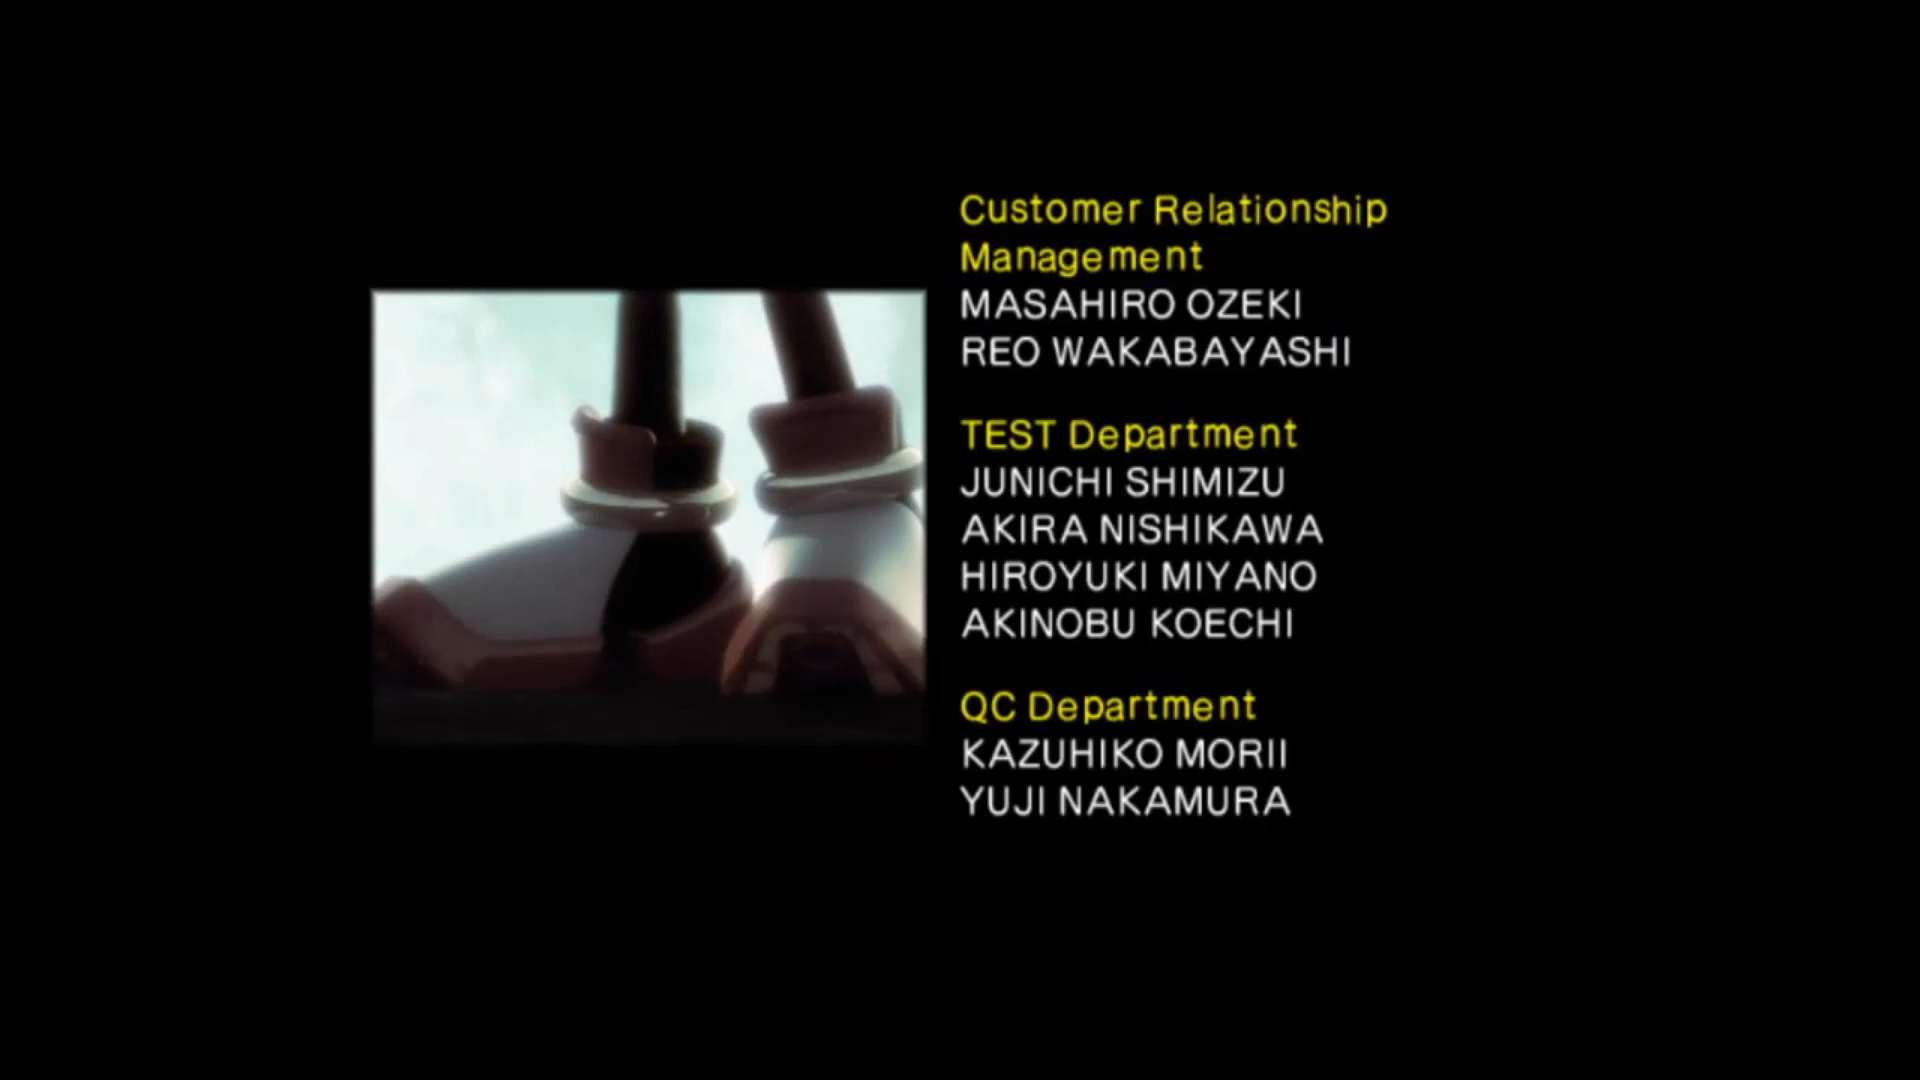 Customer Relationship
Management
MASAHIRO OZEKI
REO WAKABAYASHI
TEST Department
JUNICHI SHIMIZU
AKIRA NISHIKAWA
HIROYUKI MIYANO
AKINOBU KOECHI
QC Department
KAZUHIKO MORII
YUJI NAKAMURA